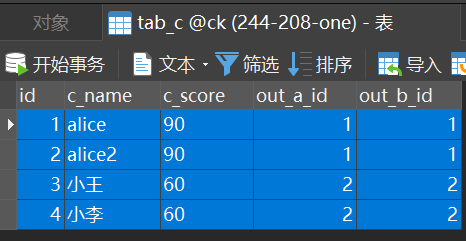 对象 tab_c @ck (244-208-one) - 表
开始事务 文本 筛选 排序 导入
id c_name c_score out_a_id out_b_id
1 alice 90 1 1
2 alice2 90 1 1
3 小王 60 2 2
4 小李 60 2 2